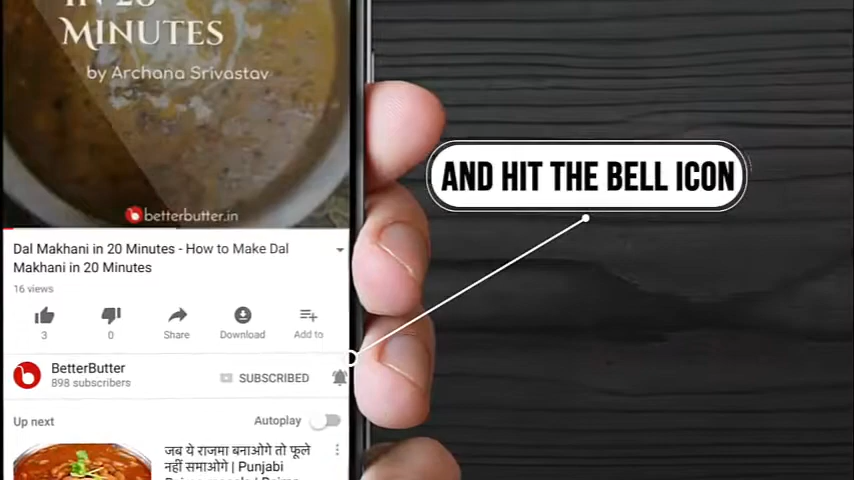 IN 20
MINUTES
by Archana Srivastav
betterbutter.in
AND HIT THE BELL ICON
Dal Makhani in 20 Minutes - How to Make Dal
Makhani in 20 Minutes
16 views
3
0
Share
Download
Add to
BetterButter
898 subscribers
SUBSCRIBED
Up next
Autoplay
जब ये राजमा बनाओगे तो फूले
नहीं समाओगे | Punjabi